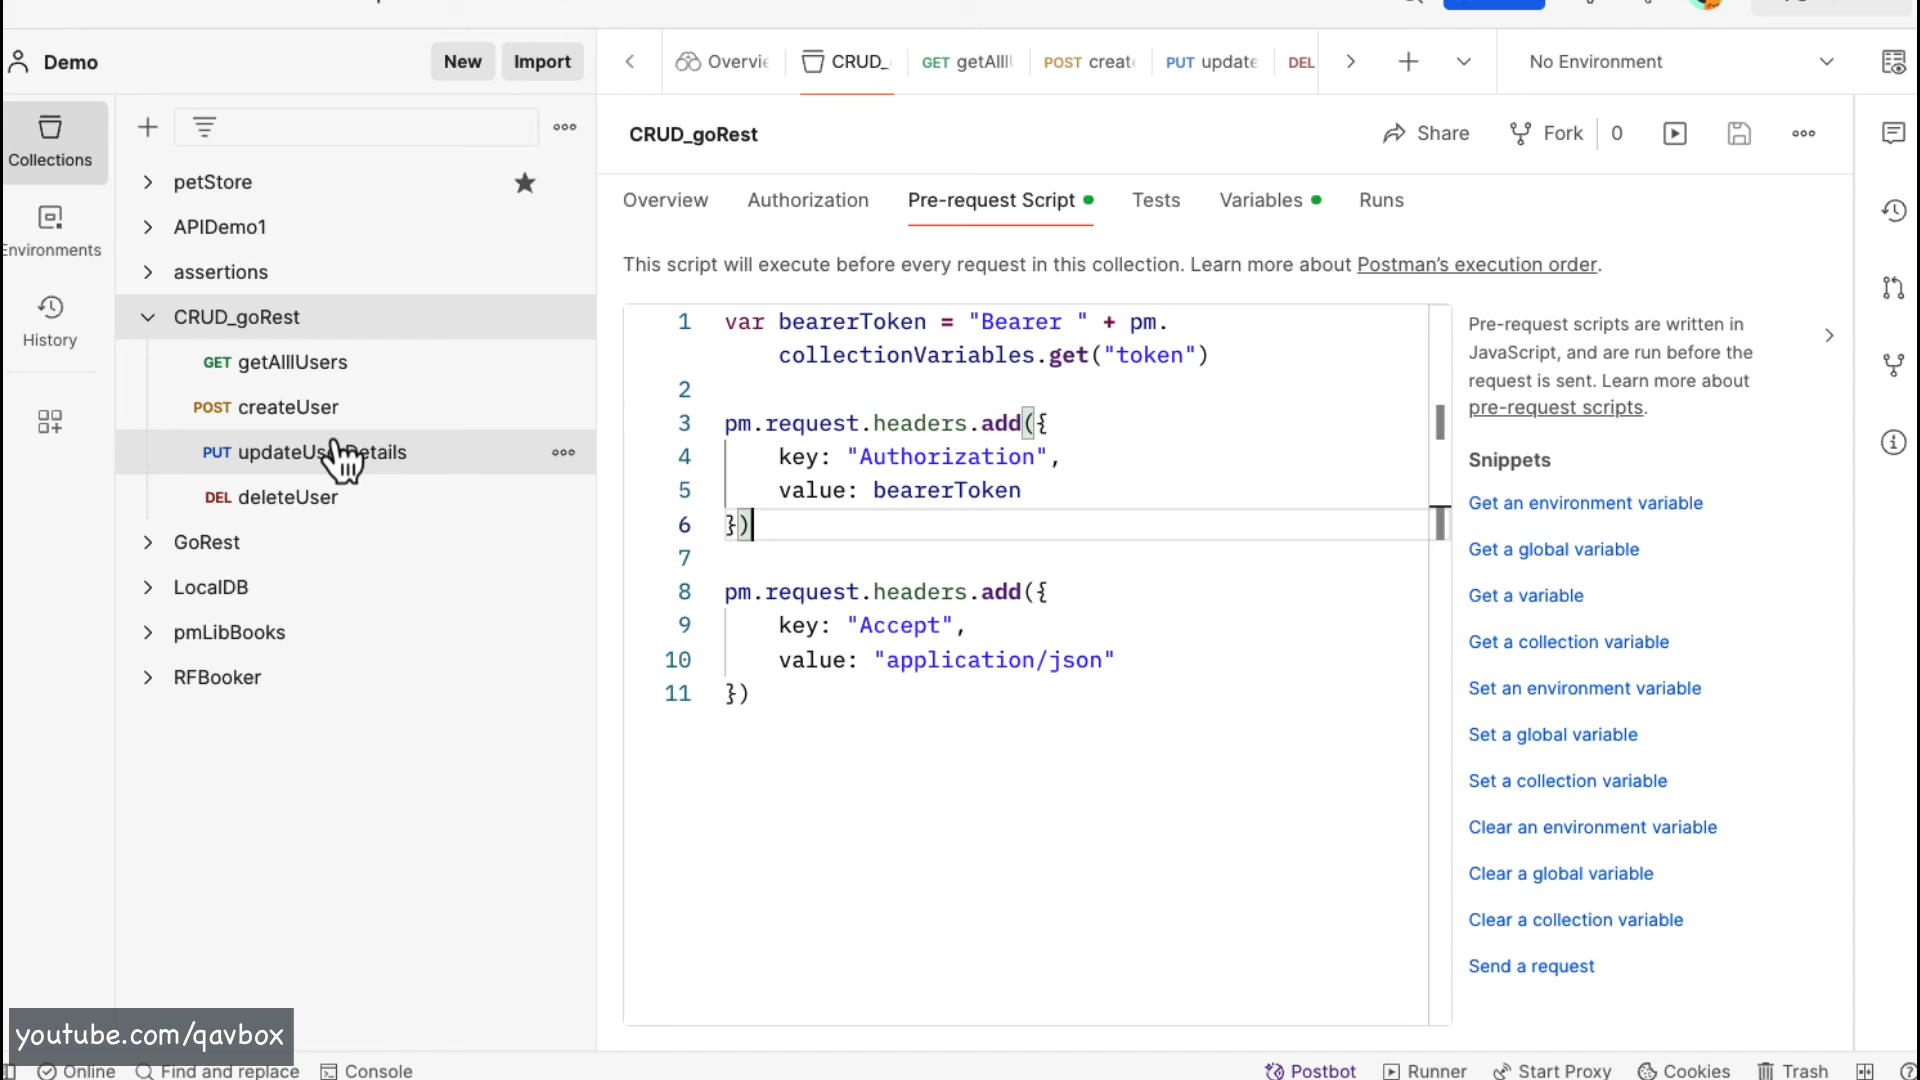 Demo
New
Import
Overvie
CRUD_
GET getAllU
POST create
PUT update
DEL
No Environment
Collections
Environments
History
petStore
APIDemo1
assertions
CRUD_goRest
GET getAlllUsers
POST createUser
PUT updateUserDetails
DEL deleteUser
GoRest
LocalDB
pmLibBooks
RFBooker
CRUD_goRest
Share
Fork 0
Overview
Authorization
Pre-request Script
Tests
Variables
Runs
This script will execute before every request in this collection. Learn more about Postman's execution order.
1 var bearerToken = "Bearer " + pm.
collectionVariables.get("token")
2
3 pm.request.headers.add({
4 key: "Authorization",
5 value: bearerToken
6 })
7
8 pm.request.headers.add({
9 key: "Accept",
10 value: "application/json"
11 })
Pre-request scripts are written in
JavaScript, and are run before the
request is sent. Learn more about
pre-request scripts.
Snippets
Get an environment variable
Get a global variable
Get a variable
Get a collection variable
Set an environment variable
Set a global variable
Set a collection variable
Clear an environment variable
Clear a global variable
Clear a collection variable
Send a request
youtube.com/qavbox
Online
Find and replace
Console
Postbot
Runner
Start Proxy
Cookies
Trash